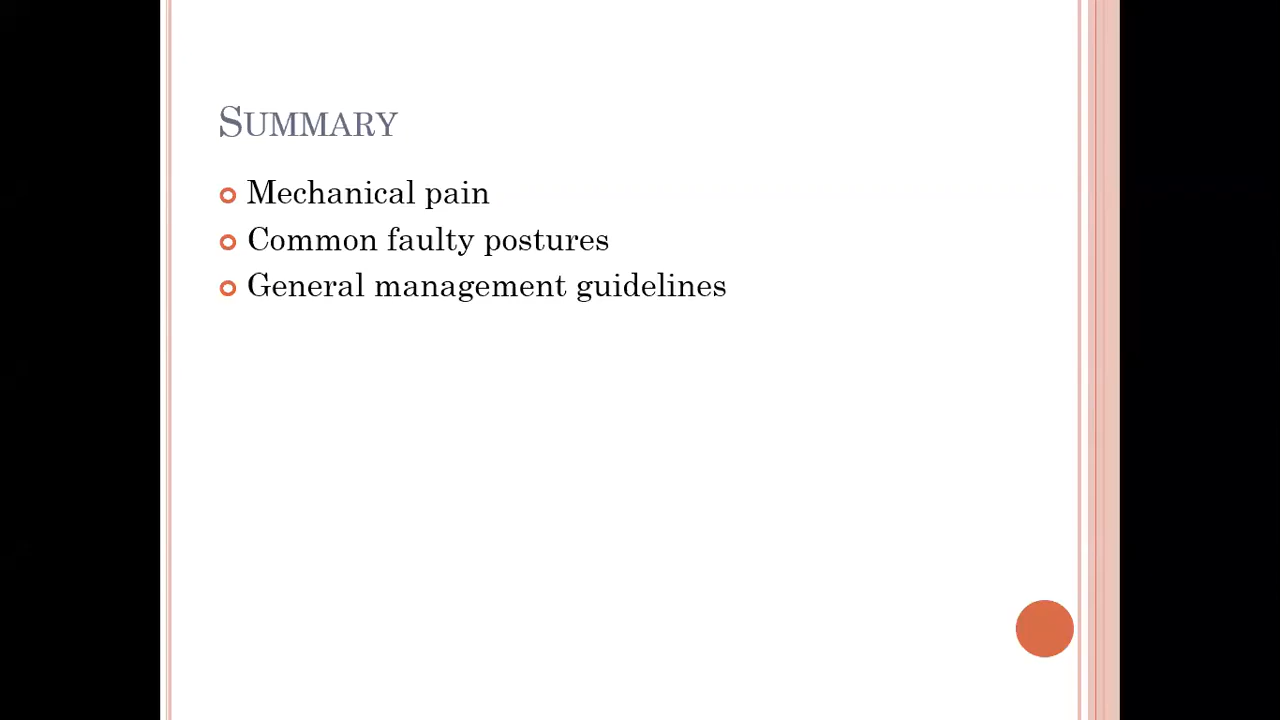 Summary
Mechanical pain
Common faulty postures
General management guidelines